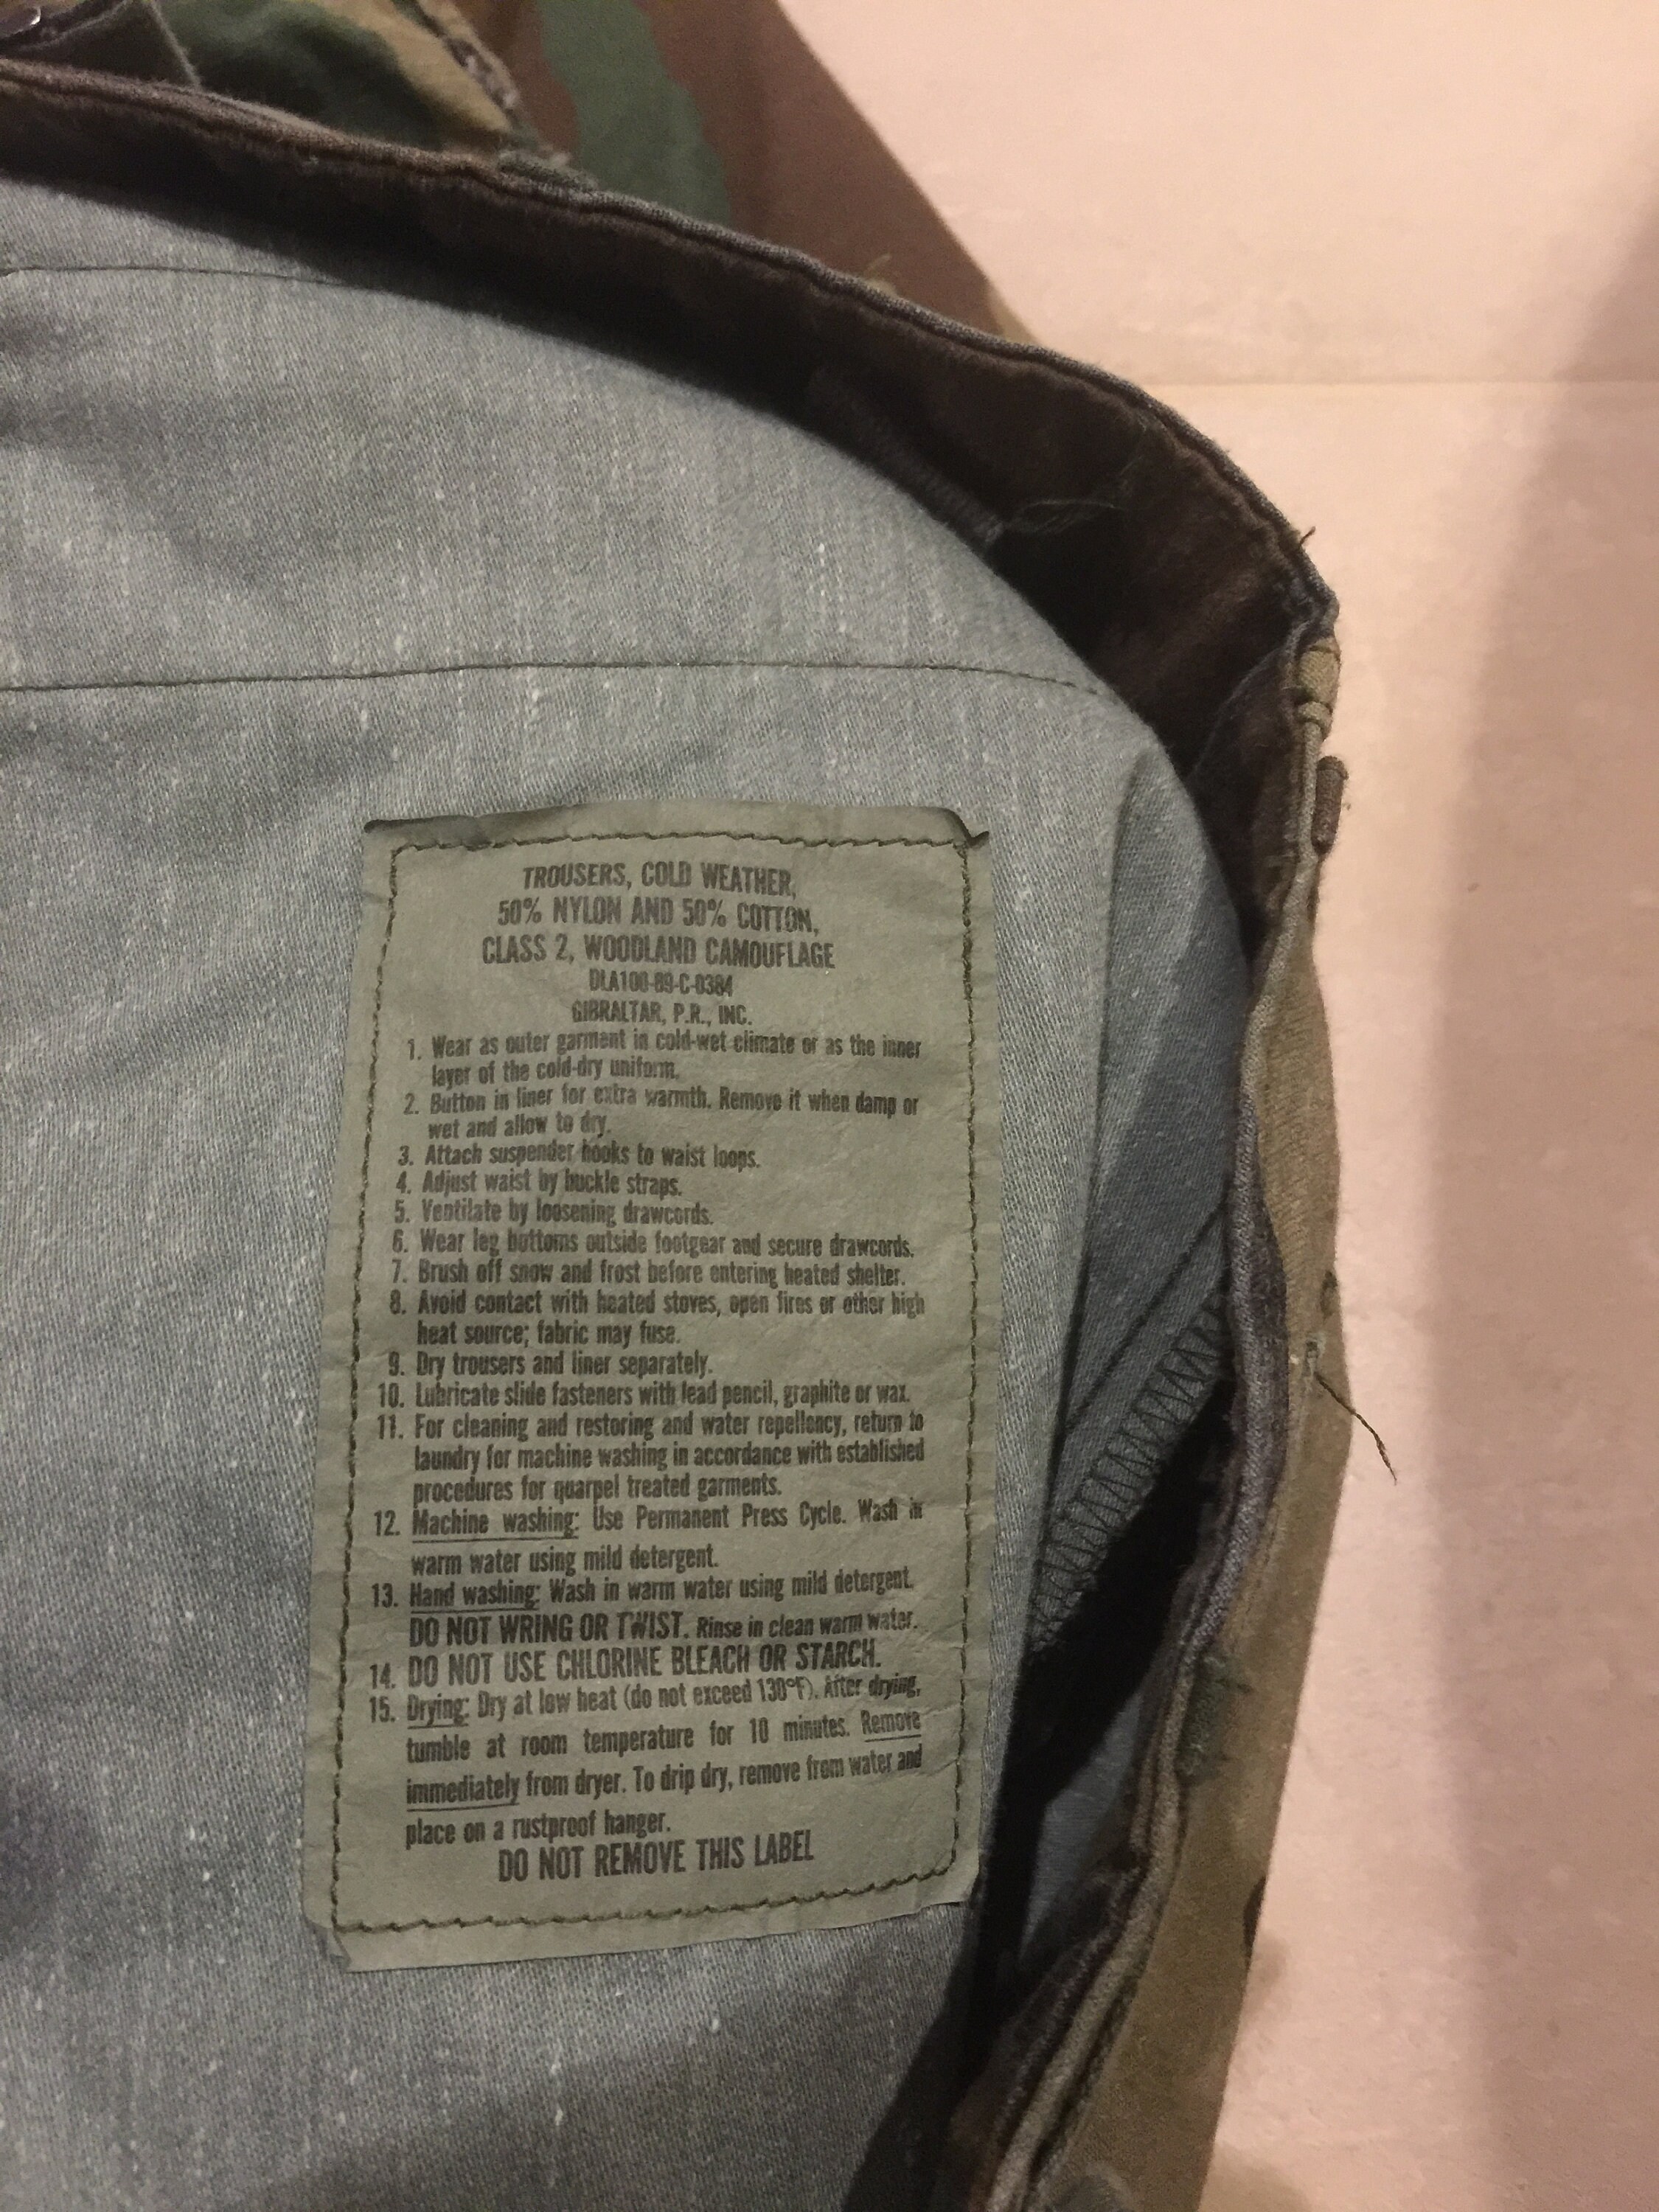 TROUSERS, COLD WEATHER,
50% NYLON AND 50% COTTON,
CLASS 2, WOODLAND CAMOUFLAGE
DLA100-89-C-0384
GIBRALTAR, P.R., INC.
1. Wear as outer garment in cold-wet climate or as the inner
layer of the cold-dry uniform.
2. Button in liner for extra warmth. Remove it when damp or
wet and allow to dry.
3. Attach suspender hooks to waist loops.
4. Adjust waist by buckle straps.
5. Ventilate by loosening drawcords.
6. Wear leg bottoms outside footgear and secure drawcords.
7. Brush off snow and frost before entering heated shelter.
8. Avoid contact with heated stoves, open fires or other high
heat source; fabric may fuse.
9. Dry trousers and liner separately.
10. Lubricate slide fasteners with lead pencil, graphite or wax.
11. For cleaning and restoring and water repellency, return to
laundry for machine washing in accordance with established
procedures for quarpel treated garments.
12. Machine washing: Use Permanent Press Cycle. Wash in
warm water using mild detergent.
13. Hand washing: Wash in warm water using mild detergent.
DO NOT WRING OR TWIST. Rinse in clean warm water.
14. DO NOT USE CHLORINE BLEACH OR STARCH.
15. Drying: Dry at low heat (do not exceed 130°F). After drying,
tumble at room temperature for 10 minutes. Remove
immediately from dryer. To drip dry, remove from water and
place on a rustproof hanger.
DO NOT REMOVE THIS LABEL